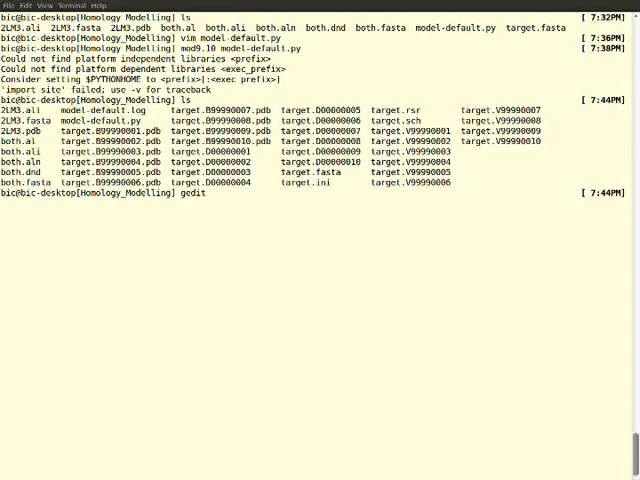 File Edit View Terminal Help
bic@bic-desktop[Homology Modelling] ls [ 7:32PM]
2LM3.ali 2LM3.fasta 2LM3.pdb both.al both.ali both.aln both.dnd both.fasta model-default.py target.fasta
bic@bic-desktop[Homology_Modelling] vim model-default.py [ 7:36PM]
bic@bic-desktop[Homology_Modelling] mod9.10 model-default.py [ 7:38PM]
Could not find platform independent libraries <prefix>
Could not find platform dependent libraries <exec_prefix>
Consider setting $PYTHONHOME to <prefix>[:<exec_prefix>]
'import site' failed; use -v for traceback
bic@bic-desktop[Homology_Modelling] ls [ 7:44PM]
2LM3.ali model-default.log target.B99990007.pdb target.D00000005 target.rsr target.V99990007
2LM3.fasta model-default.py target.B99990008.pdb target.D00000006 target.sch target.V99990008
2LM3.pdb target.B99990001.pdb target.B99990009.pdb target.D00000007 target.V99990001 target.V99990009
both.al target.B99990002.pdb target.B99990010.pdb target.D00000008 target.V99990002 target.V99990010
both.ali target.B99990003.pdb target.D00000001 target.D00000009 target.V99990003
both.aln target.B99990004.pdb target.D00000002 target.D00000010 target.V99990004
both.dnd target.B99990005.pdb target.D00000003 target.fasta target.V99990005
both.fasta target.B99990006.pdb target.D00000004 target.ini target.V99990006
bic@bic-desktop[Homology_Modelling] gedit [ 7:44PM]